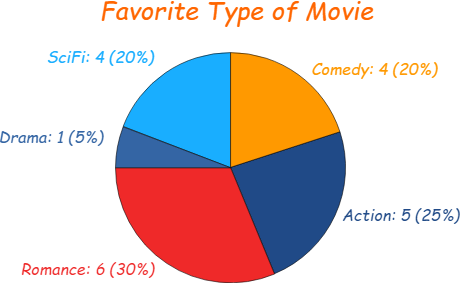 Favorite Type of Movie
SciFi: 4 (20%)
Comedy: 4 (20%)
Drama: 1 (5%)
Action: 5 (25%)
Romance: 6 (30%)